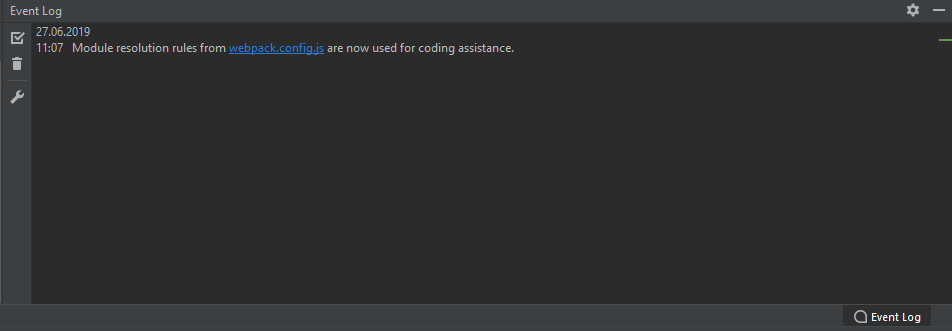 Event Log
27.06.2019
11:07 Module resolution rules from webpack.config.js are now used for coding assistance.
Event Log